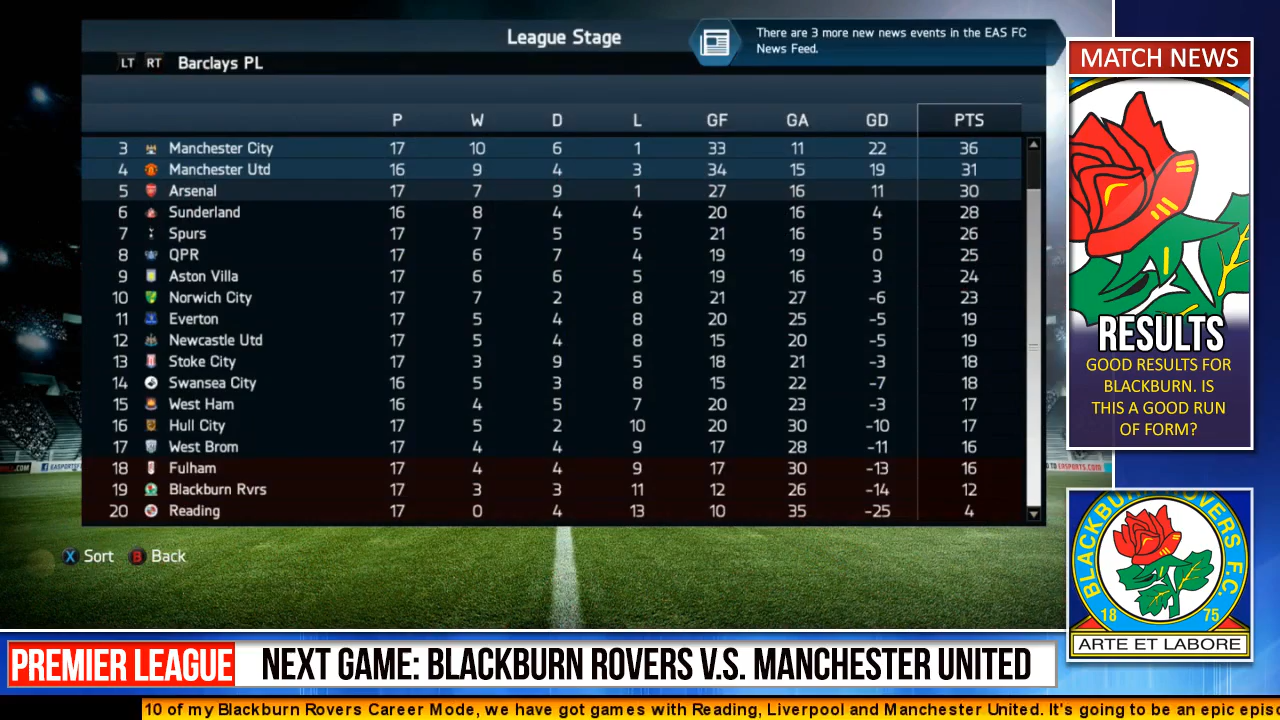 League Stage
There are 3 more new news events in the EAS FC
News Feed.
LT RT Barclays PL
P W D L GF GA GD PTS
3 Manchester City 17 10 6 1 33 11 22 36
4 Manchester Utd 16 9 4 3 34 15 19 31
5 Arsenal 17 7 9 1 27 16 11 30
6 Sunderland 16 8 4 4 20 16 4 28
7 Spurs 17 7 5 5 21 16 5 26
8 QPR 17 6 7 4 19 19 0 25
9 Aston Villa 17 6 6 5 19 16 3 24
10 Norwich City 17 7 2 8 21 27 -6 23
11 Everton 17 5 4 8 20 25 -5 19
12 Newcastle Utd 17 5 4 8 15 20 -5 19
13 Stoke City 17 3 9 5 18 21 -3 18
14 Swansea City 16 5 3 8 15 22 -7 18
15 West Ham 16 4 5 7 20 23 -3 17
16 Hull City 17 5 2 10 20 30 -10 17
17 West Brom 17 4 4 9 17 28 -11 16
18 Fulham 17 4 4 9 17 30 -13 16
19 Blackburn Rvrs 17 3 3 11 12 26 -14 12
20 Reading 17 0 4 13 10 35 -25 4
X Sort B Back
MATCH NEWS
RESULTS
GOOD RESULTS FOR
BLACKBURN. IS
THIS A GOOD RUN
OF FORM?
BLACKBURN ROVERS F.C.
18 75
ARTE ET LABORE
PREMIER LEAGUE
NEXT GAME: BLACKBURN ROVERS V.S. MANCHESTER UNITED
10 of my Blackburn Rovers Career Mode, we have got games with Reading, Liverpool and Manchester United. It's going to be an epic episo